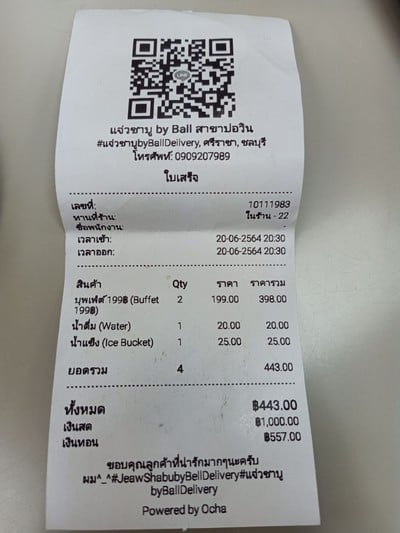 แจ่วชาบู by Ball สาขาบ่อวิน
#แจ่วชาบูbyBallDelivery, ศรีราชา, ชลบุรี
โทรศัพท์: 0909207989
ใบเสร็จ
เลขที่: 10111983
ทานที่ร้าน: ในร้าน - 22
ชื่อพนักงาน: -
เวลาเข้า: 20-06-2564 20:30
เวลาออก: 20-06-2564 20:30
สินค้า Qty ราคา ราคารวม
บุพเฟ่ต์ 199฿ (Buffet 2 199.00 398.00
199฿)
น้ำดื่ม (Water) 1 20.00 20.00
น้ำแข็ง (Ice Bucket) 1 25.00 25.00
ยอดรวม 4 443.00
ทั้งหมด ฿443.00
เงินสด ฿1,000.00
เงินทอน ฿557.00
ขอบคุณลูกค้าที่น่ารักมากๆนะครับ
ผม^_^#JeawShabubyBellDelivery#แจ่วชาบู
byBallDelivery
Powered by Ocha